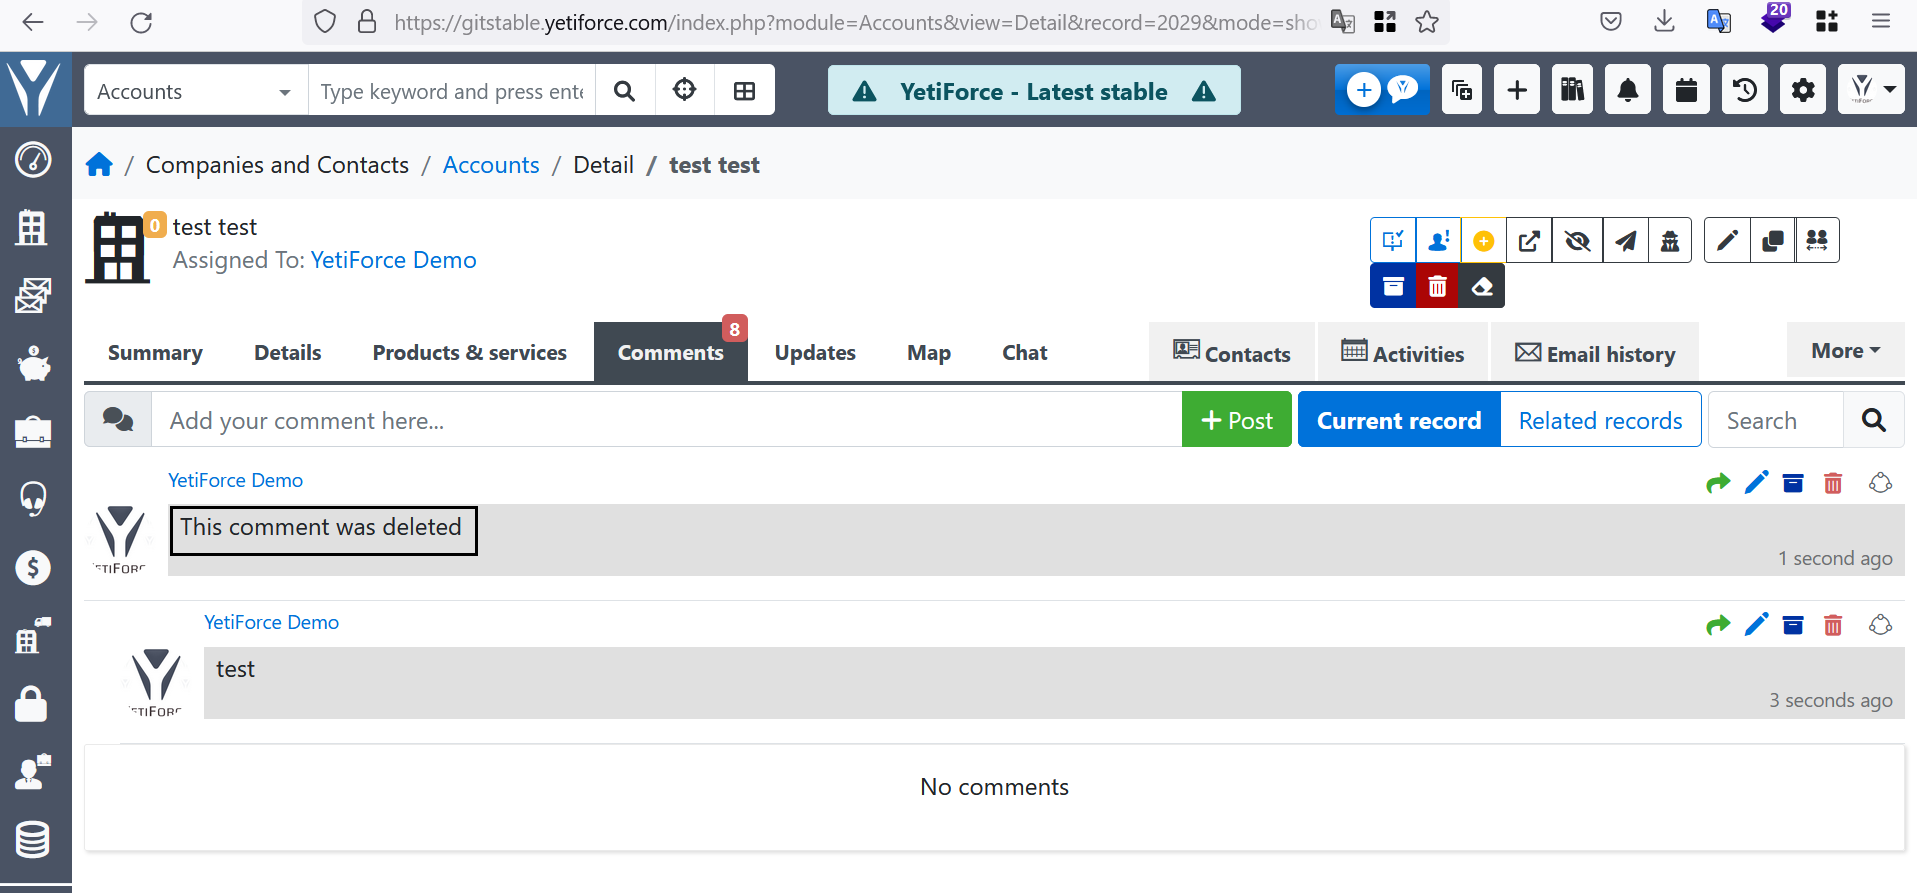 https://gitstable.yetiforce.com/index.php?module=Accounts&view=Detail&record=2029&mode=sho
20
Accounts
Type keyword and press ente
YetiForce - Latest stable
/ Companies and Contacts / Accounts / Detail / test test
0
test test
Assigned To: YetiForce Demo
Summary
Details
Products & services
Comments
8
Updates
Map
Chat
Contacts
Activities
Email history
More
Add your comment here...
+ Post
Current record
Related records
Search
YetiForce Demo
This comment was deleted
1 second ago
YetiForce Demo
test
3 seconds ago
No comments